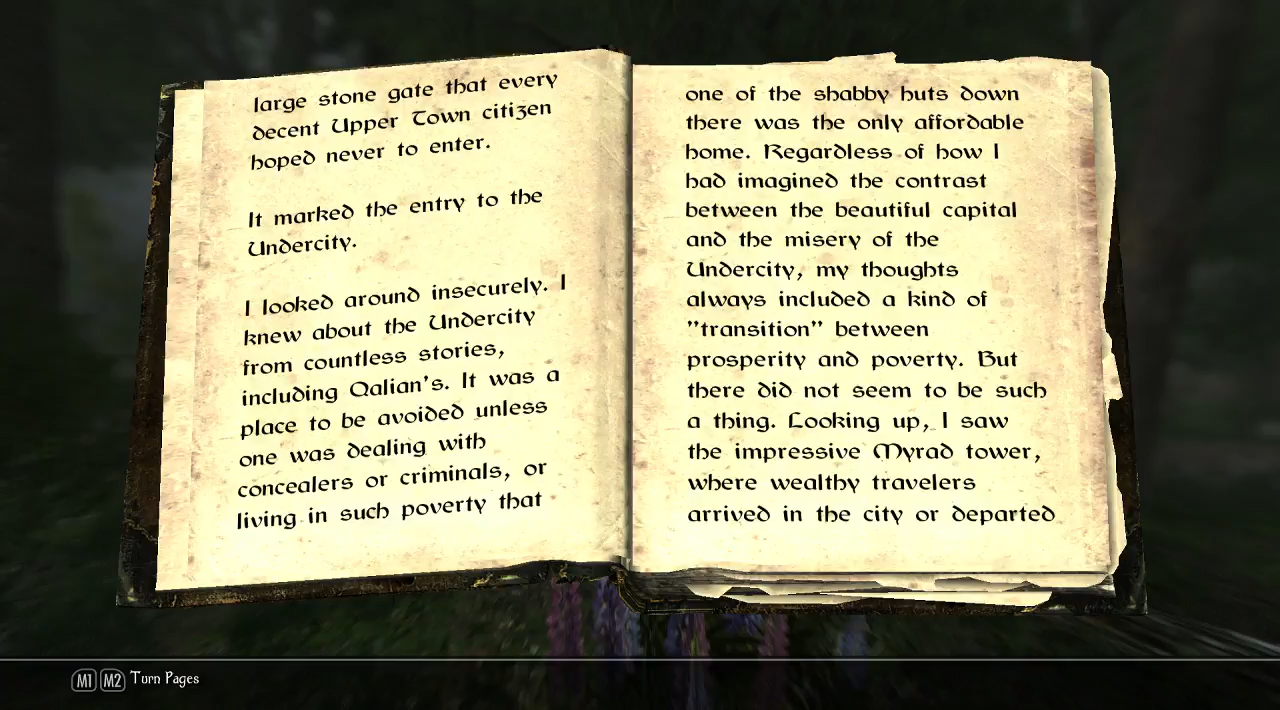 large stone gate that every
decent Upper Town citizen
hoped never to enter.
It marked the entry to the
Undercity.
I looked around insecurely. I
knew about the Undercity
from countless stories,
including Qalian's. It was a
place to be avoided unless
one was dealing with
concealers or criminals, or
living in such poverty that
one of the shabby huts down
there was the only affordable
home. Regardless of how I
had imagined the contrast
between the beautiful capital
and the misery of the
Undercity, my thoughts
always included a kind of
"transition" between
prosperity and poverty. But
there did not seem to be such
a thing. Looking up, I saw
the impressive Myrad tower,
where wealthy travelers
arrived in the city or departed
M1 M2 Turn Pages